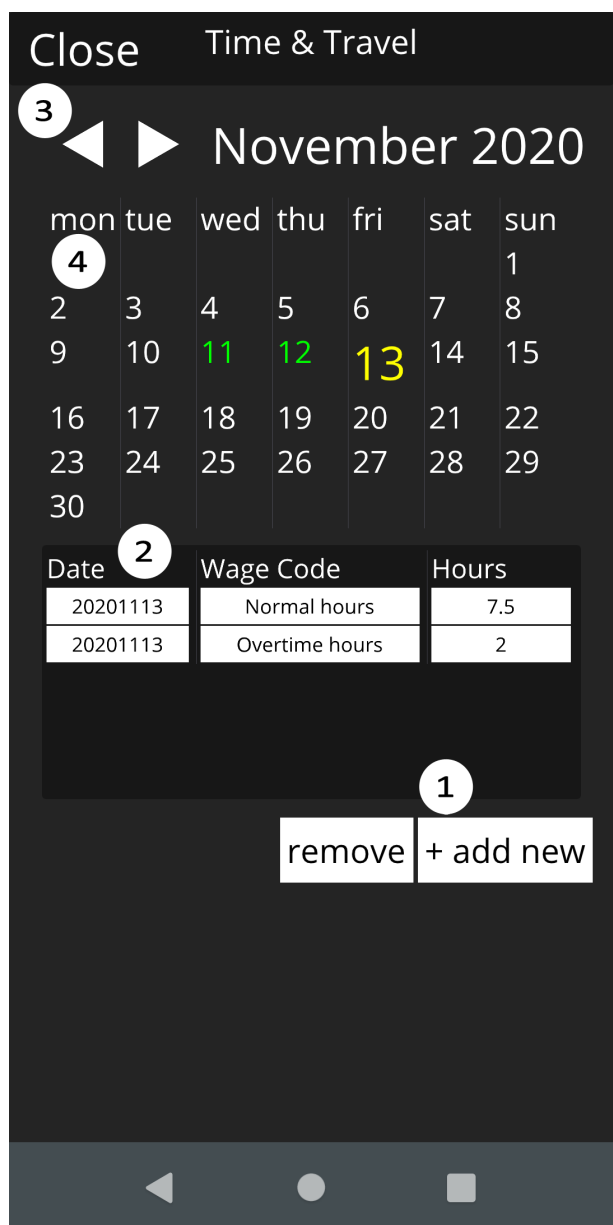 Close Time & Travel
3
November 2020
mon tue wed thu fri sat sun
4 1
2 3 4 5 6 7 8
9 10 11 12 13 14 15
16 17 18 19 20 21 22
23 24 25 26 27 28 29
30
2
Date Wage Code Hours
20201113 Normal hours 7.5
20201113 Overtime hours 2
1
remove + add new